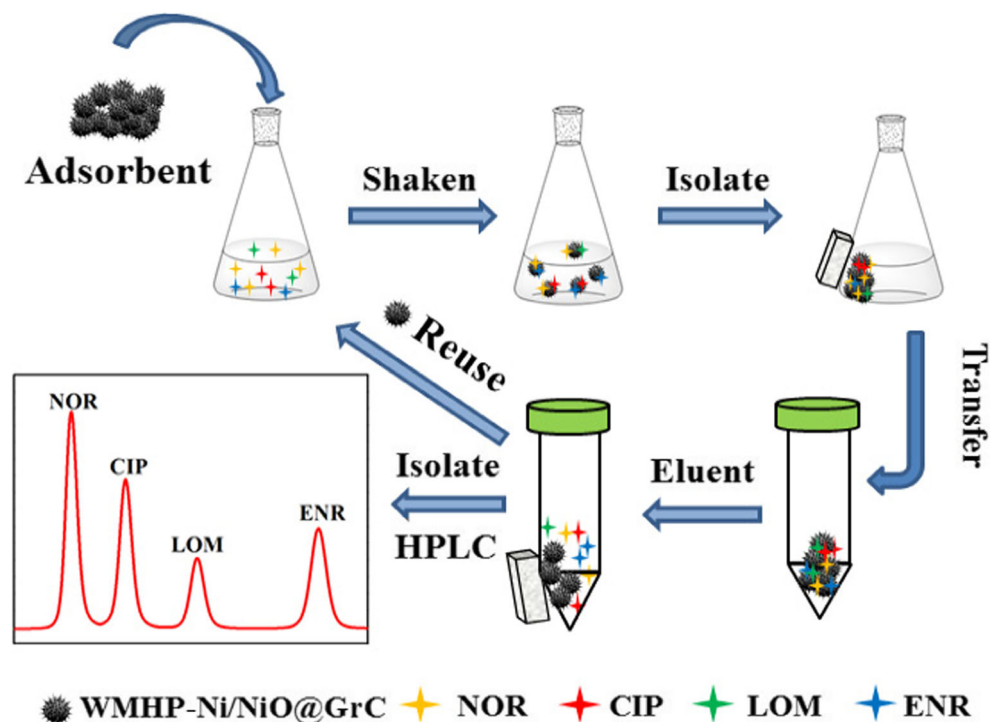 Adsorbent
Shaken
Isolate
Transfer
Eluent
Reuse
Isolate
HPLC
NOR
CIP
LOM
ENR
WMHP-Ni/NiO@GrC NOR CIP LOM ENR